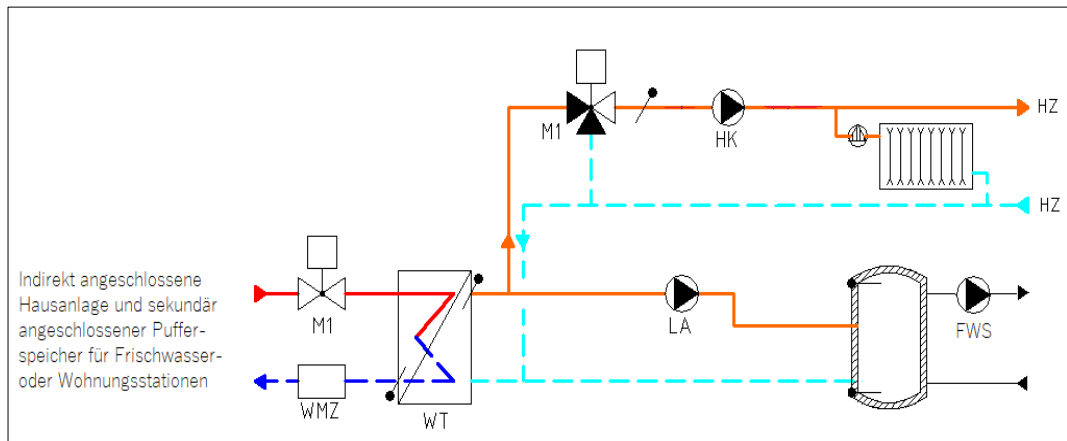 M1
HK
HZ
HZ
Indirekt angeschlossene
Hausanlage und sekundär
angeschlossener Puffer-
speicher für Frischwasser-
oder Wohnungsstationen
M1
LA
FWS
WMZ
WT